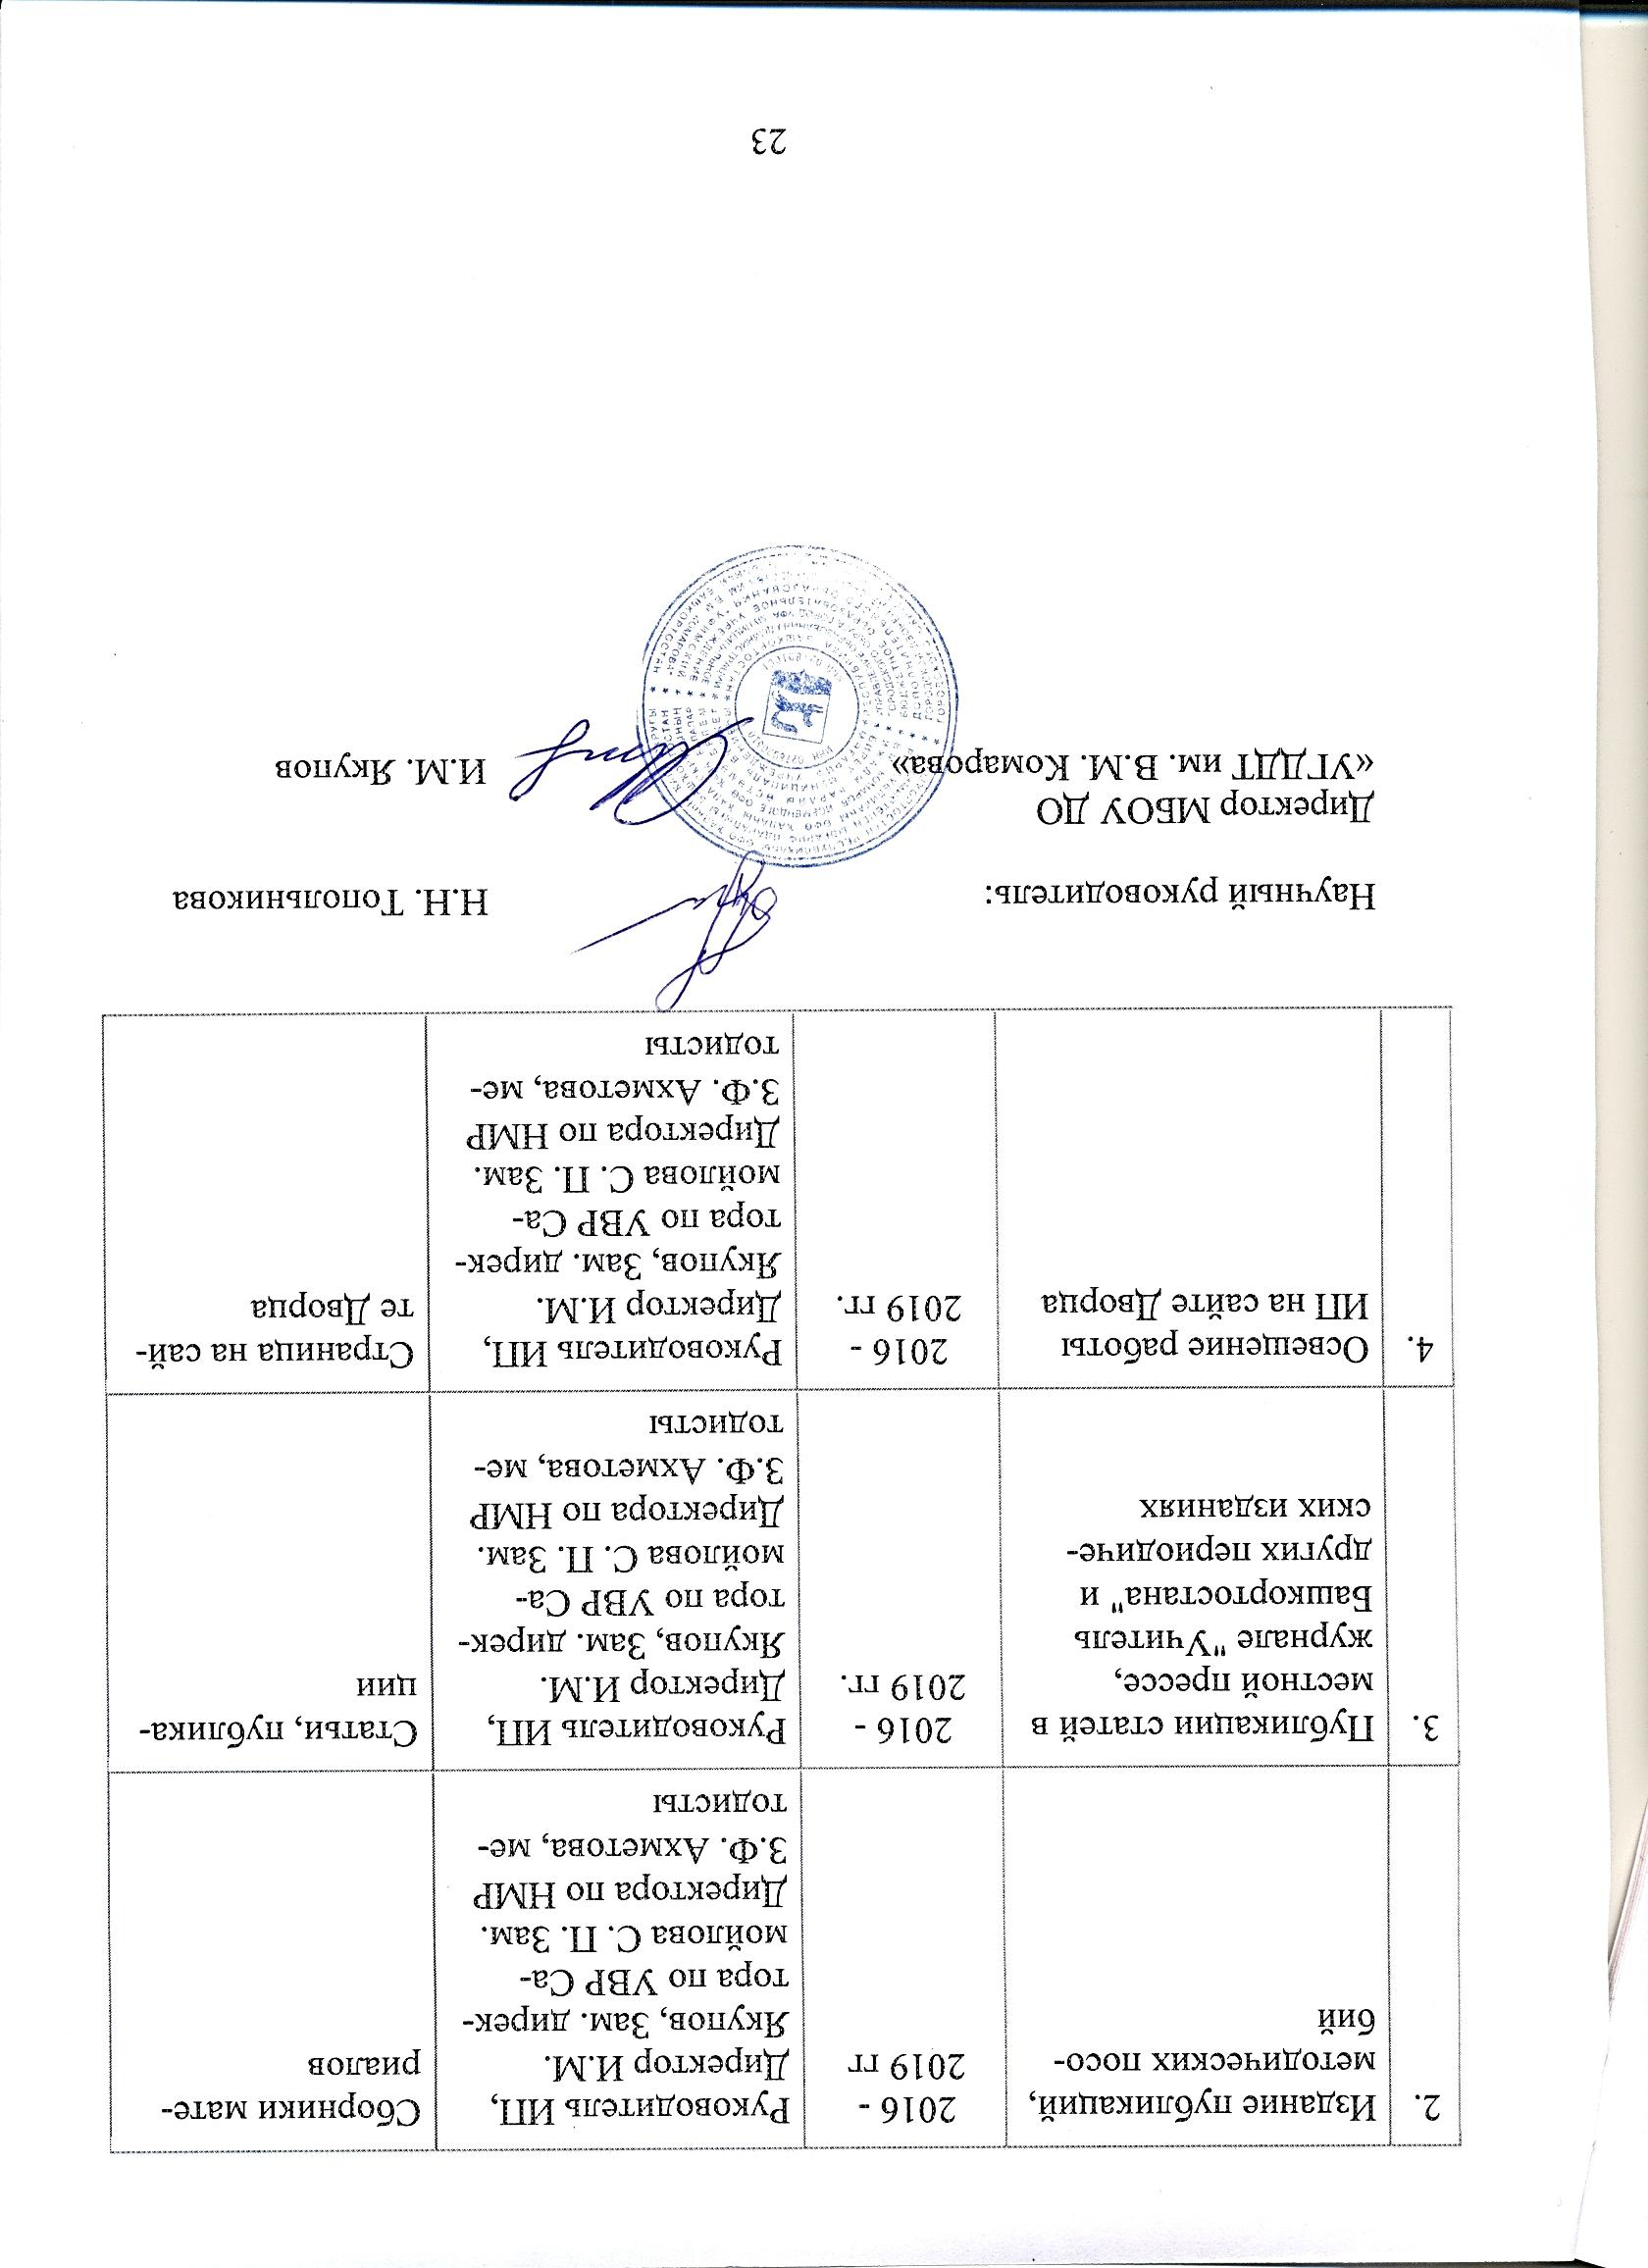 2.
Издание публикаций,
методических посо-
бий
2016 -
2019 гг
Руководитель ИП,
Директор И.М.
Якупов, Зам. дирек-
тора по УВР Са-
мойлова С. П. Зам.
Директора по НМР
З.Ф. Ахметова, ме-
тодисты
Сборники мате-
риалов
3.
Публикации статей в
местной прессе,
журнале "Учитель
Башкортостана" и
других периодиче-
ских изданиях
2016 -
2019 гг.
Руководитель ИП,
Директор И.М.
Якупов, Зам. дирек-
тора по УВР Са-
мойлова С. П. Зам.
Директора по НМР
З.Ф. Ахметова, ме-
тодисты
Статьи, публика-
ции
4.
Освещение работы
ИП на сайте Дворца
2016 -
2019 гг.
Руководитель ИП,
Директор И.М.
Якупов, Зам. дирек-
тора по УВР Са-
мойлова С. П. Зам.
Директора по НМР
З.Ф. Ахметова, ме-
тодисты
Страница на сай-
те Дворца
Научный руководитель:
Н.Н. Топольникова
Директор МБОУ ДО
«УГДДТ им. В.М. Комарова»
И.М. Якупов
23